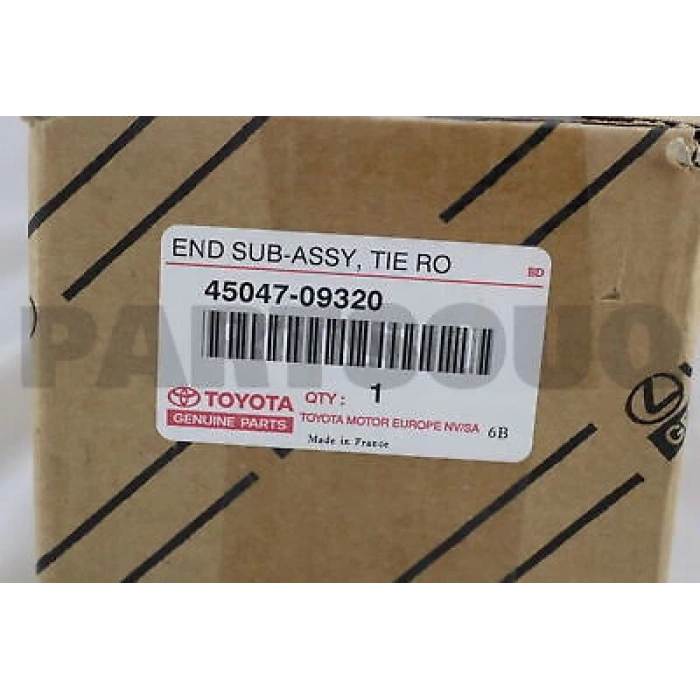 END SUB-ASSY, TIE RO
BD
45047-09320
PARTSOUQ
TOYOTA
GENUINE PARTS
QTY : 1
TOYOTA MOTOR EUROPE NV/SA 6B
Made in France